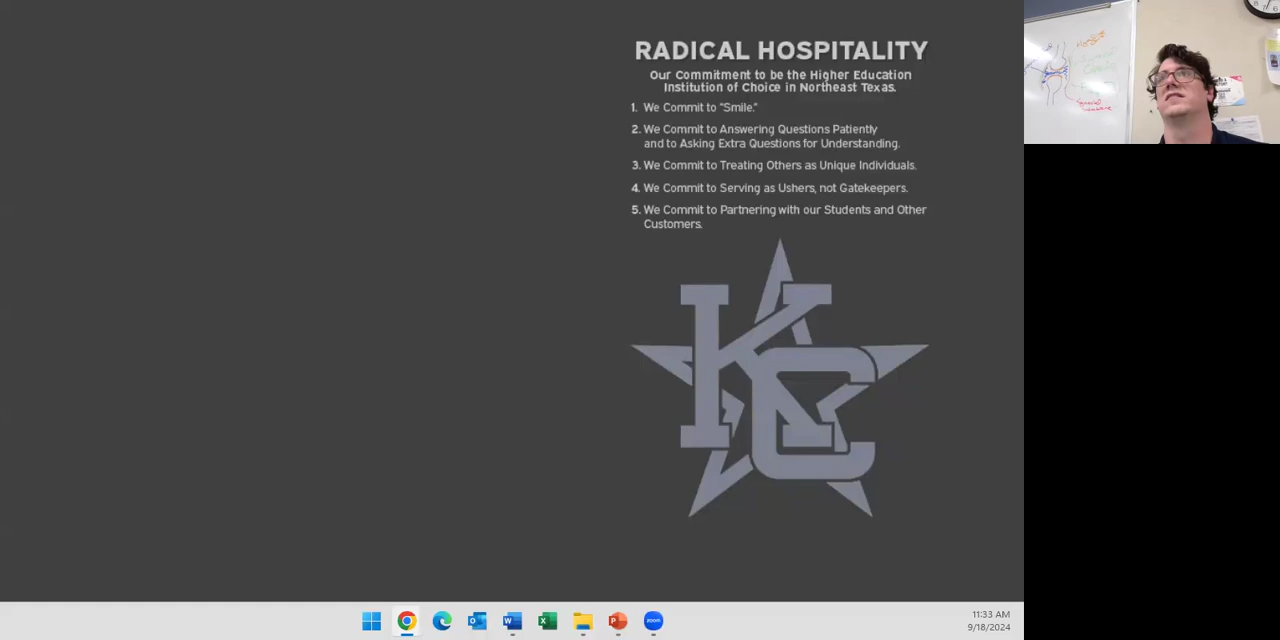 RADICAL HOSPITALITY
Our Commitment to be the Higher Education
Institution of Choice in Northeast Texas.
1. We Commit to "Smile."
2. We Commit to Answering Questions Patiently
and to Asking Extra Questions for Understanding.
3. We Commit to Treating Others as Unique Individuals.
4. We Commit to Serving as Ushers, not Gatekeepers.
5. We Commit to Partnering with our Students and Other
Customers.
KC
zoom
11:33 AM
9/18/2024